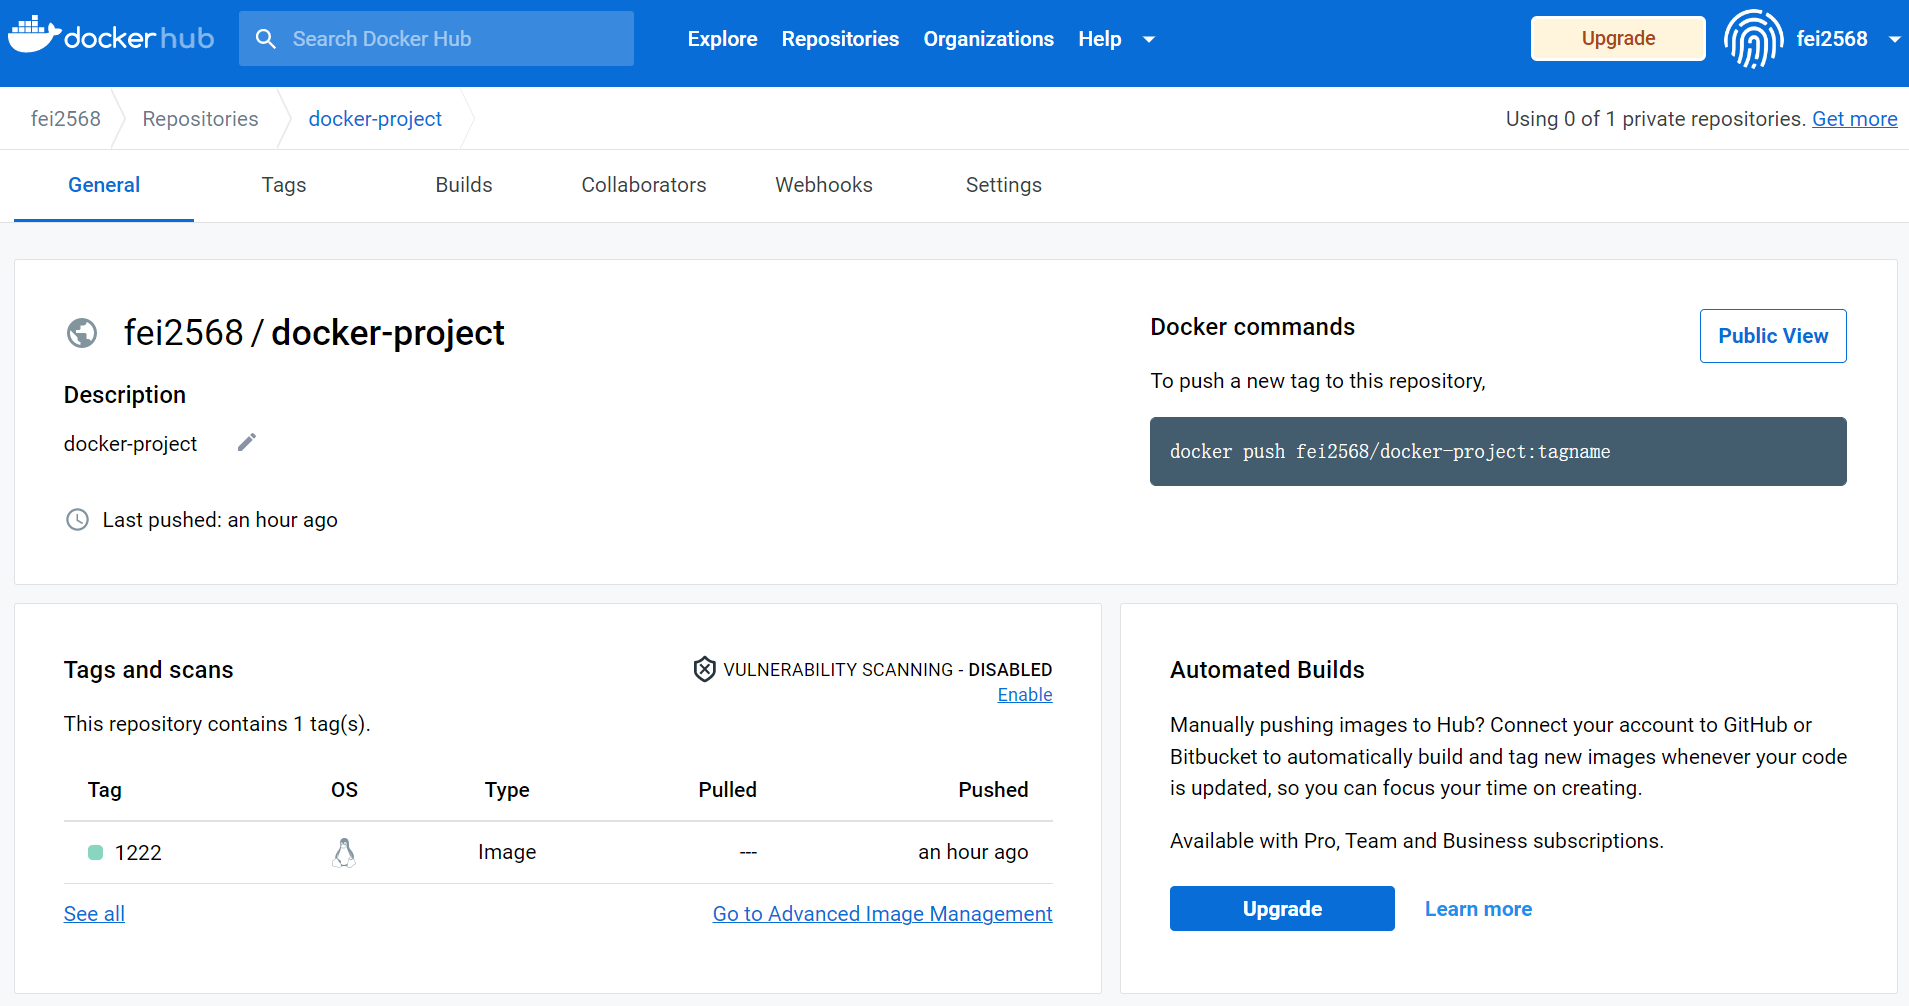 docker hub
Search Docker Hub
Explore Repositories Organizations Help
Upgrade
fei2568
fei2568 Repositories docker-project
Using 0 of 1 private repositories. Get more
General Tags Builds Collaborators Webhooks Settings
fei2568 / docker-project
Description
docker-project
Last pushed: an hour ago
Docker commands
Public View
To push a new tag to this repository,
docker push fei2568/docker-project:tagname
Tags and scans
VULNERABILITY SCANNING - DISABLED
Enable
This repository contains 1 tag(s).
Tag OS Type Pulled Pushed
1222 Image --- an hour ago
See all
Go to Advanced Image Management
Automated Builds
Manually pushing images to Hub? Connect your account to GitHub or
Bitbucket to automatically build and tag new images whenever your code
is updated, so you can focus your time on creating.
Available with Pro, Team and Business subscriptions.
Upgrade
Learn more